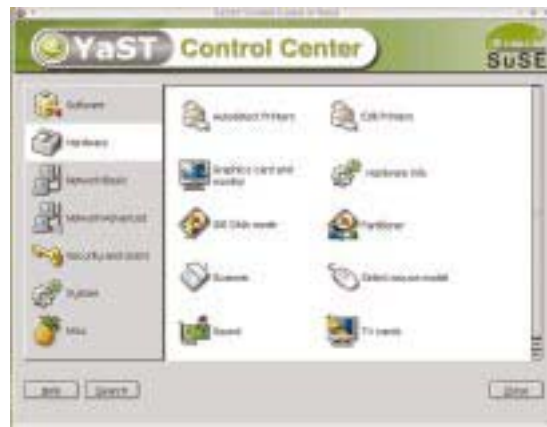 YaST Control Center
SuSE
Software
Hardware
Network/Basic
Network/Advanced
Security and Users
System
Misc
Autodetect Printers
Edit Printers
Graphics card and monitor
Hardware Info
IDE DMA mode
Partitioner
Scanner
Select mouse model
Sound
TV cards
Search
Close